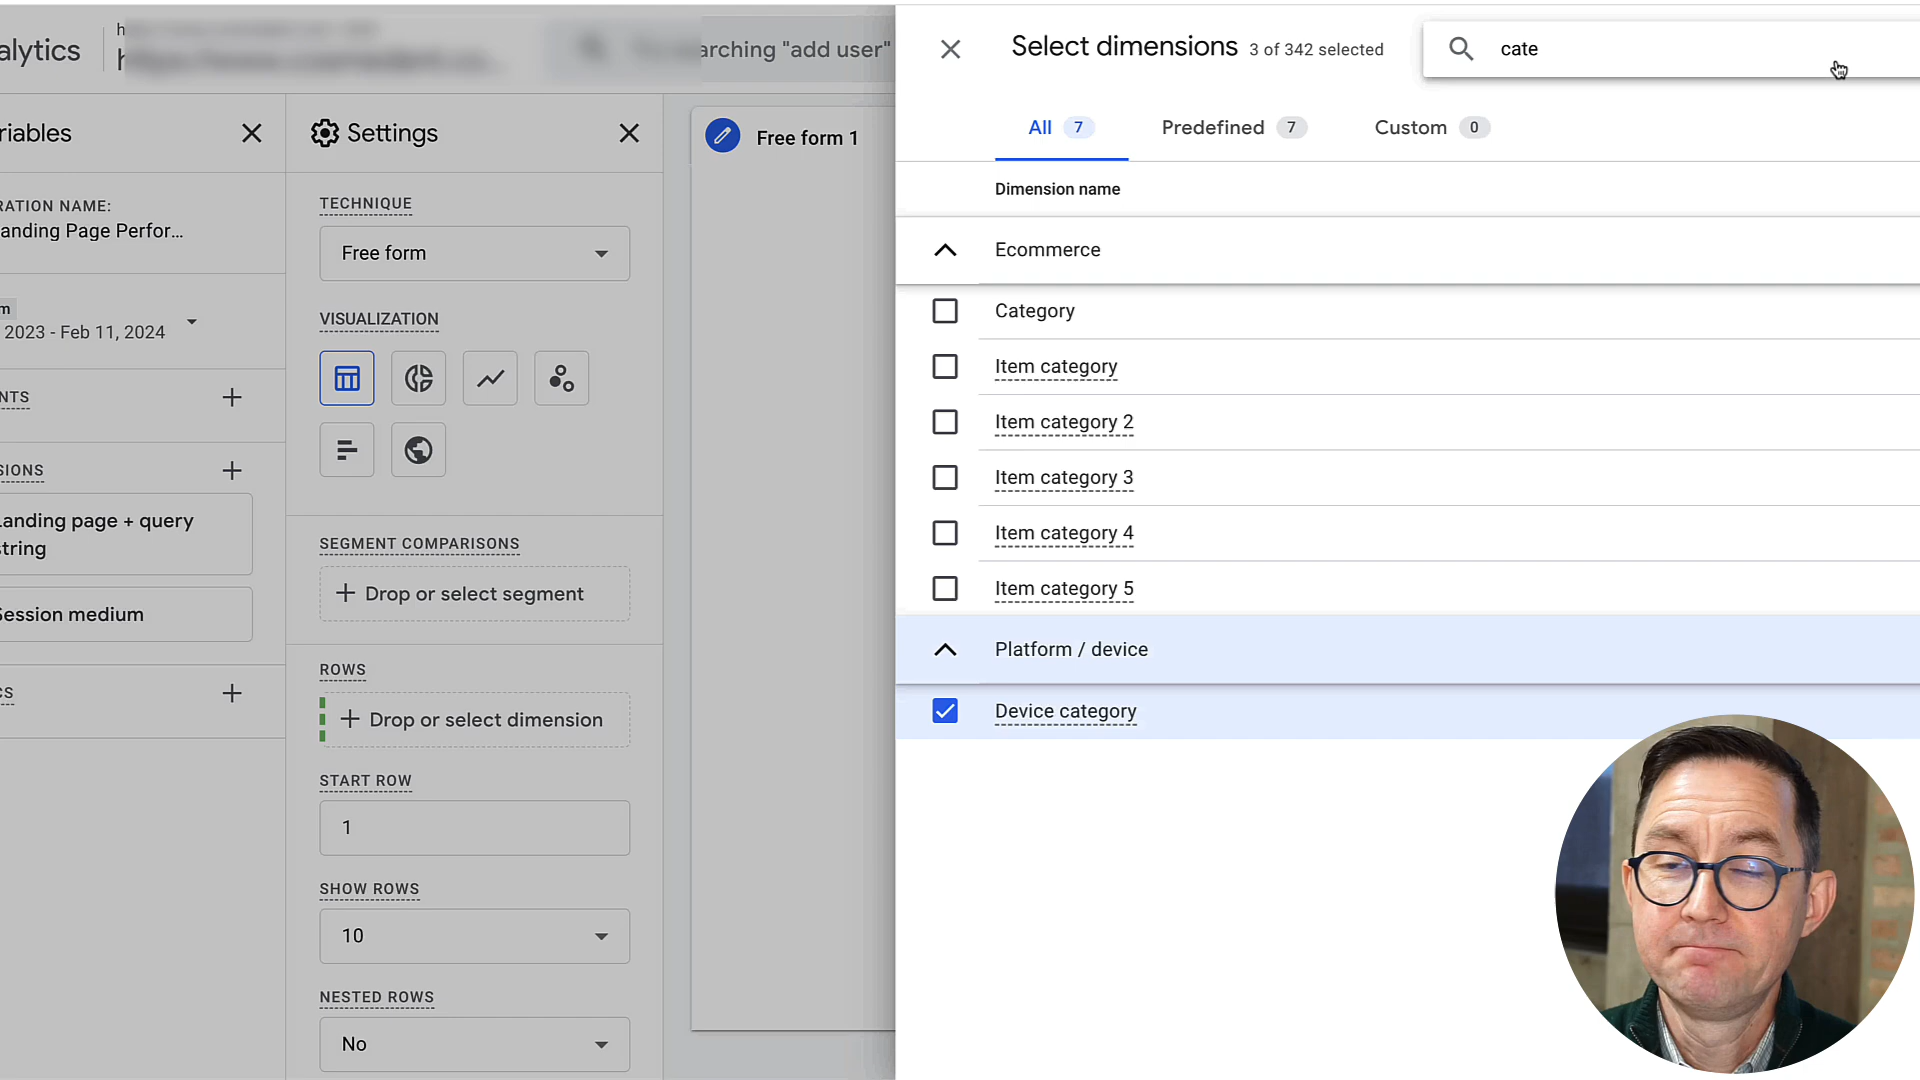 alytics
arching "add user"
Select dimensions 3 of 342 selected
cate
riables
Settings
Free form 1
All 7 Predefined 7 Custom 0
Dimension name
RATION NAME:
anding Page Perfor...
TECHNIQUE
Free form
Ecommerce
m
2023 - Feb 11, 2024
VISUALIZATION
Category
Item category
NTS
Item category 2
SIONS
Item category 3
Landing page + query
string
SEGMENT COMPARISONS
Item category 4
Drop or select segment
Item category 5
Session medium
ROWS
Platform / device
CS
Drop or select dimension
Device category
START ROW
1
SHOW ROWS
10
NESTED ROWS
No